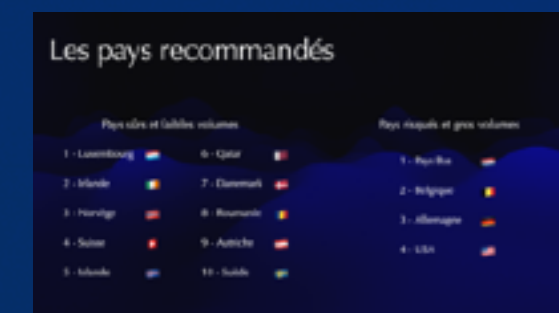 Les pays recommandés
Pays sûrs et faibles volumes
1 - Luxembourg
2 - Irlande
3 - Norvège
4 - Suisse
5 - Islande
6 - Qatar
7 - Danemark
8 - Roumanie
9 - Autriche
10 - Suède
Pays risqués et gros volumes
1 - Pays-Bas
2 - Belgique
3 - Allemagne
4 - USA